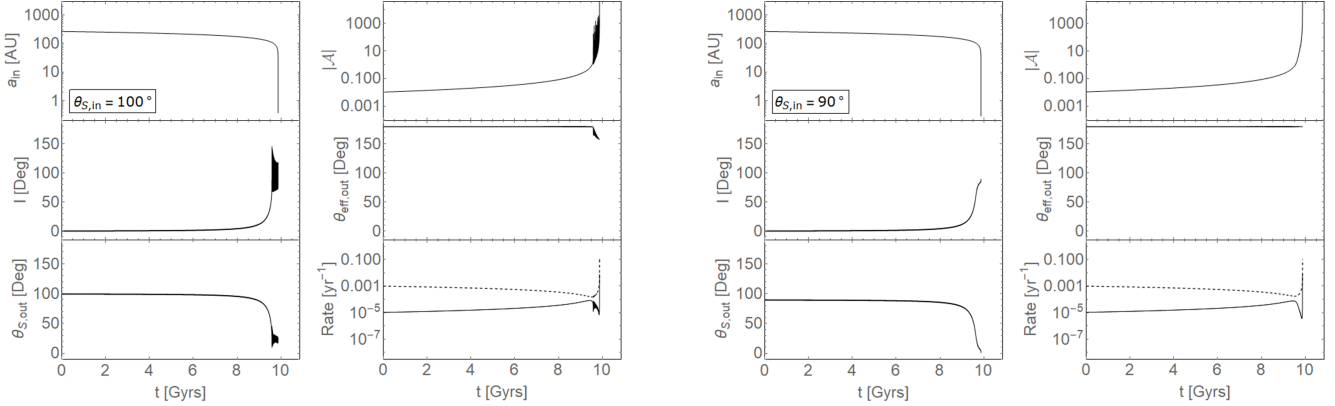 1000
100
10
1
a_in [AU]
θ_S,in = 100°
1000
10
0.100
0.001
|𝒜|
150
100
50
0
I [Deg]
150
100
50
0
θ_eff,out [Deg]
150
100
50
0
θ_S,out [Deg]
0 2 4 6 8 10
t [Gyrs]
0.100
0.001
10^-5
10^-7
Rate [yr^-1]
0 2 4 6 8 10
t [Gyrs]
1000
100
10
1
a_in [AU]
θ_S,in = 90°
1000
10
0.100
0.001
|𝒜|
150
100
50
0
I [Deg]
150
100
50
0
θ_eff,out [Deg]
150
100
50
0
θ_S,out [Deg]
0 2 4 6 8 10
t [Gyrs]
0.100
0.001
10^-5
10^-7
Rate [yr^-1]
0 2 4 6 8 10
t [Gyrs]